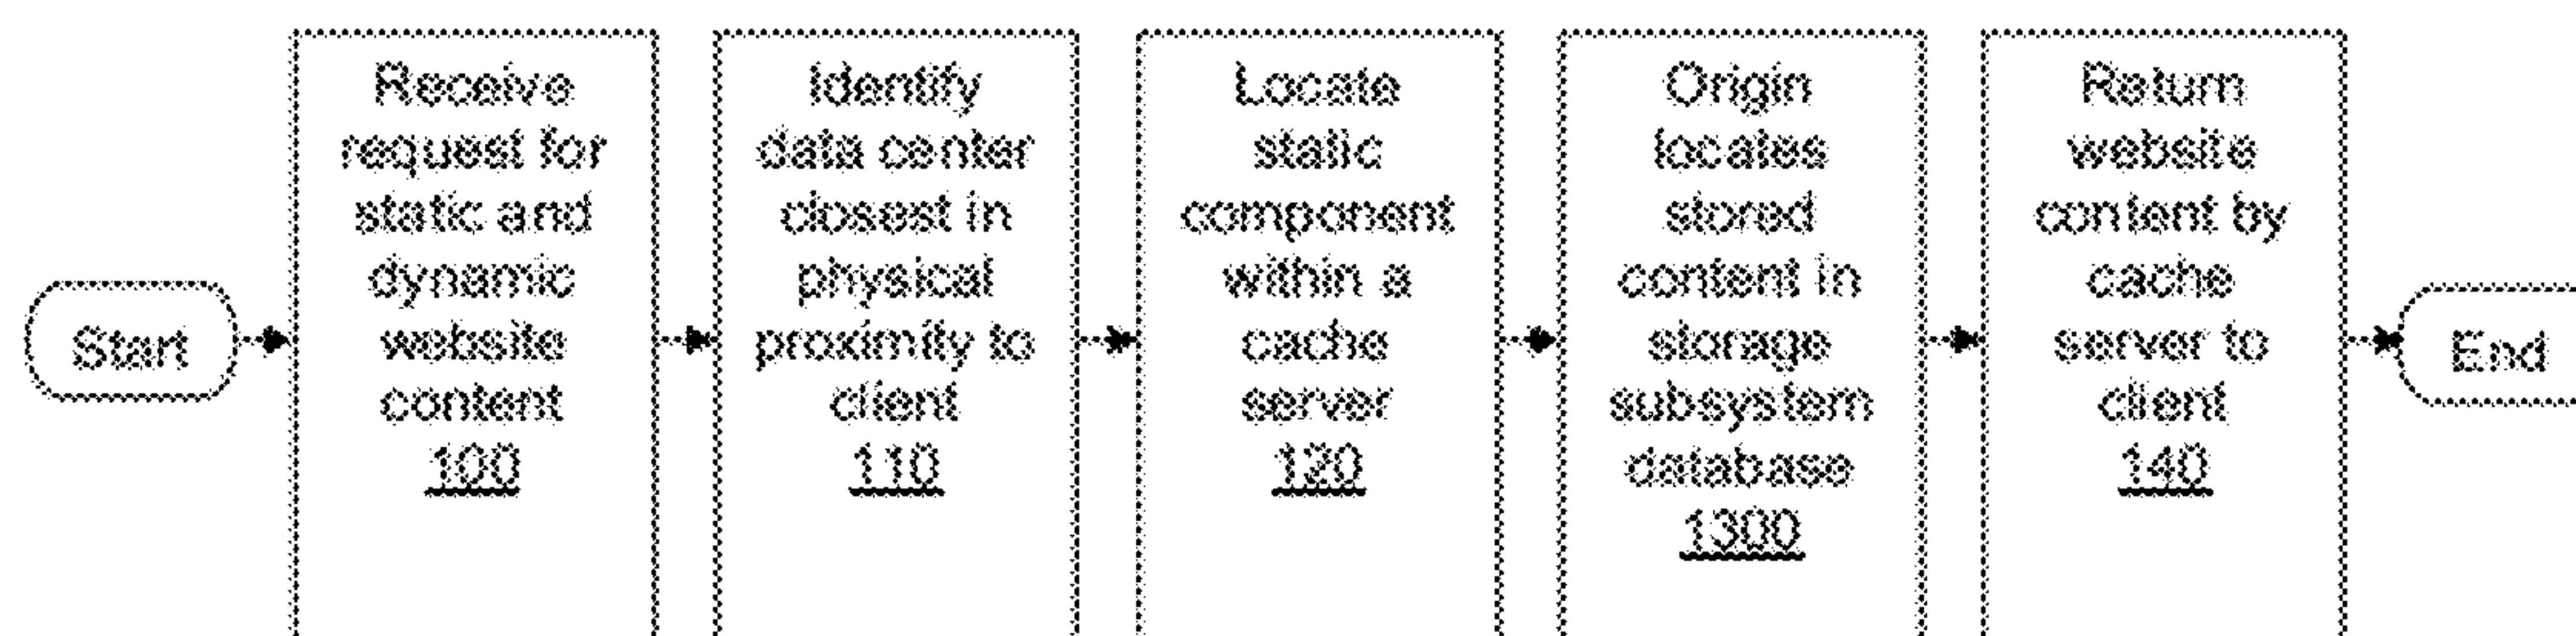 Start
Receive
request for
static and
dynamic
website
content
100
Identify
data center
closest in
physical
proximity to
client
110
Locate
static
component
within a
cache
server
120
Origin
locates
stored
content in
storage
subsystem
database
1300
Return
website
content by
cache
server to
client
140
End